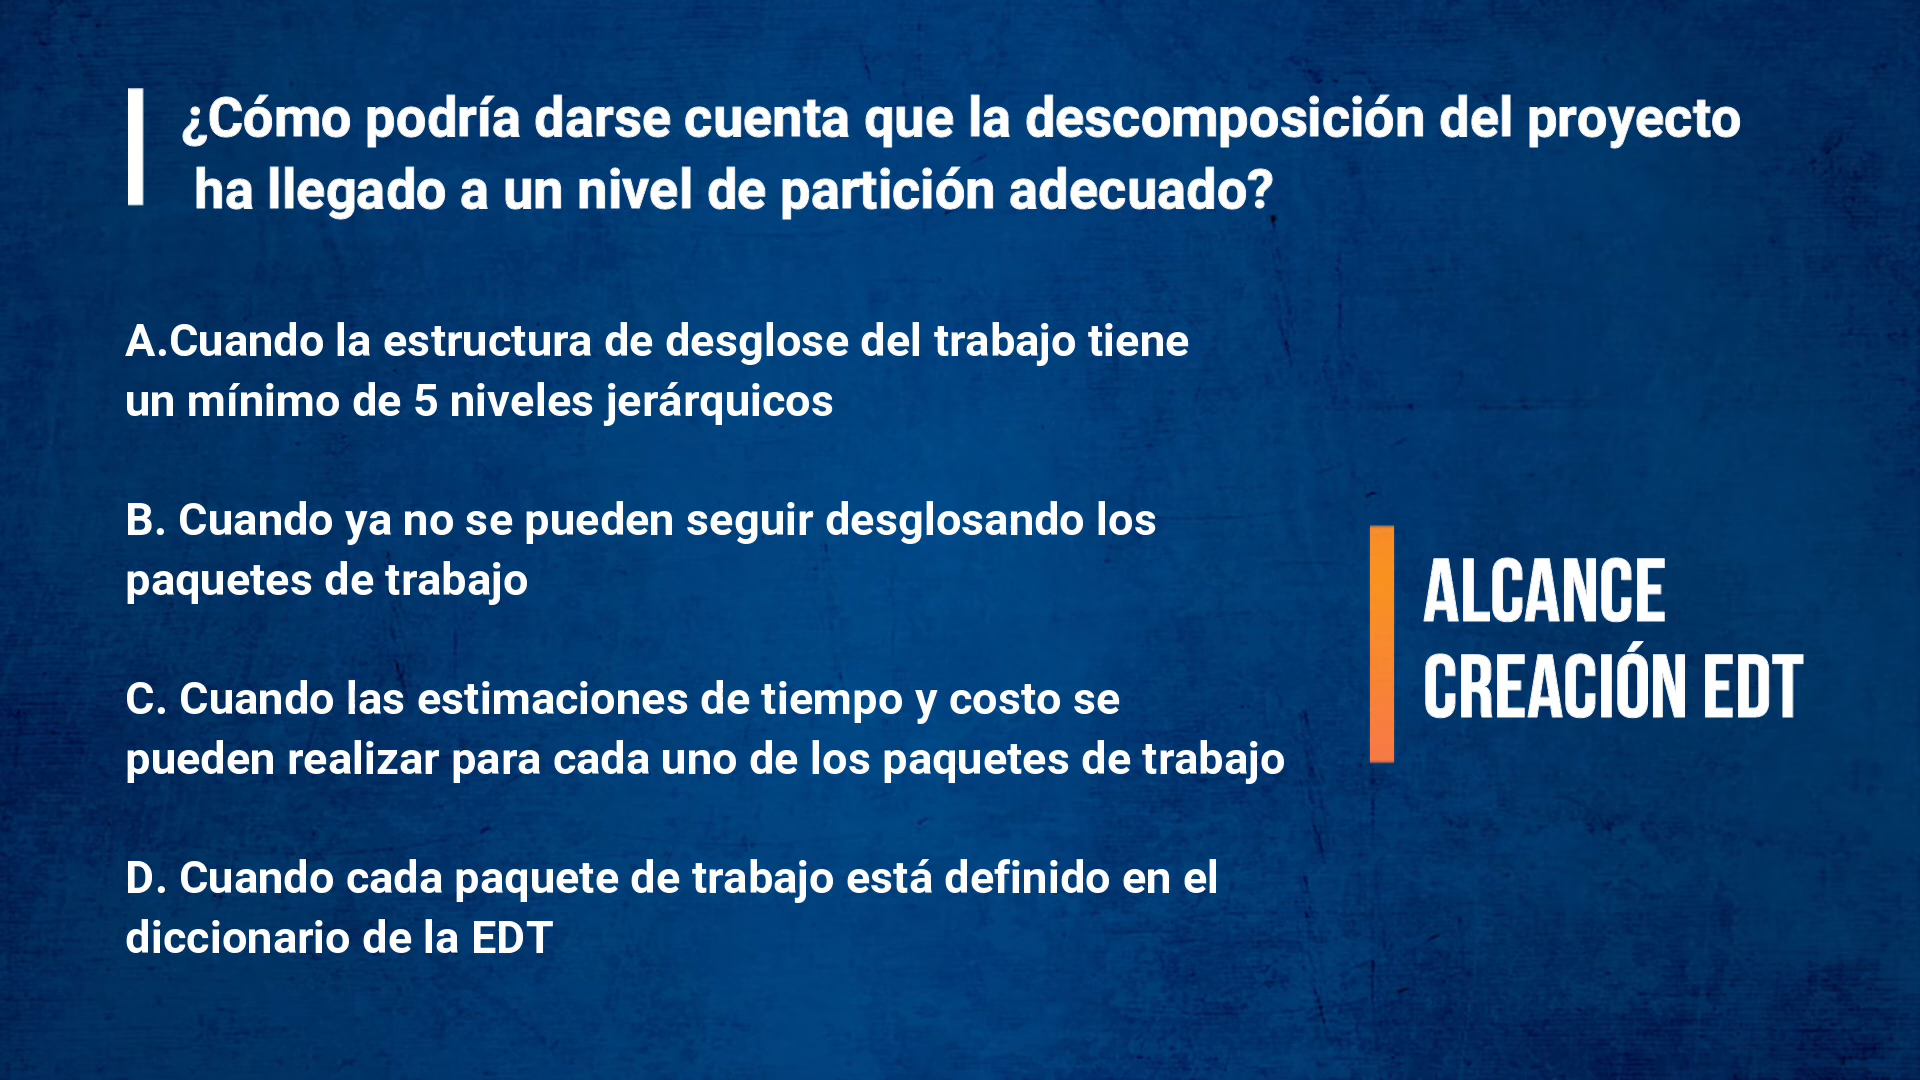 ¿Cómo podría darse cuenta que la descomposición del proyecto
ha llegado a un nivel de partición adecuado?
A.Cuando la estructura de desglose del trabajo tiene
un mínimo de 5 niveles jerárquicos
B. Cuando ya no se pueden seguir desglosando los
paquetes de trabajo
C. Cuando las estimaciones de tiempo y costo se
pueden realizar para cada uno de los paquetes de trabajo
D. Cuando cada paquete de trabajo está definido en el
diccionario de la EDT
ALCANCE
CREACIÓN EDT